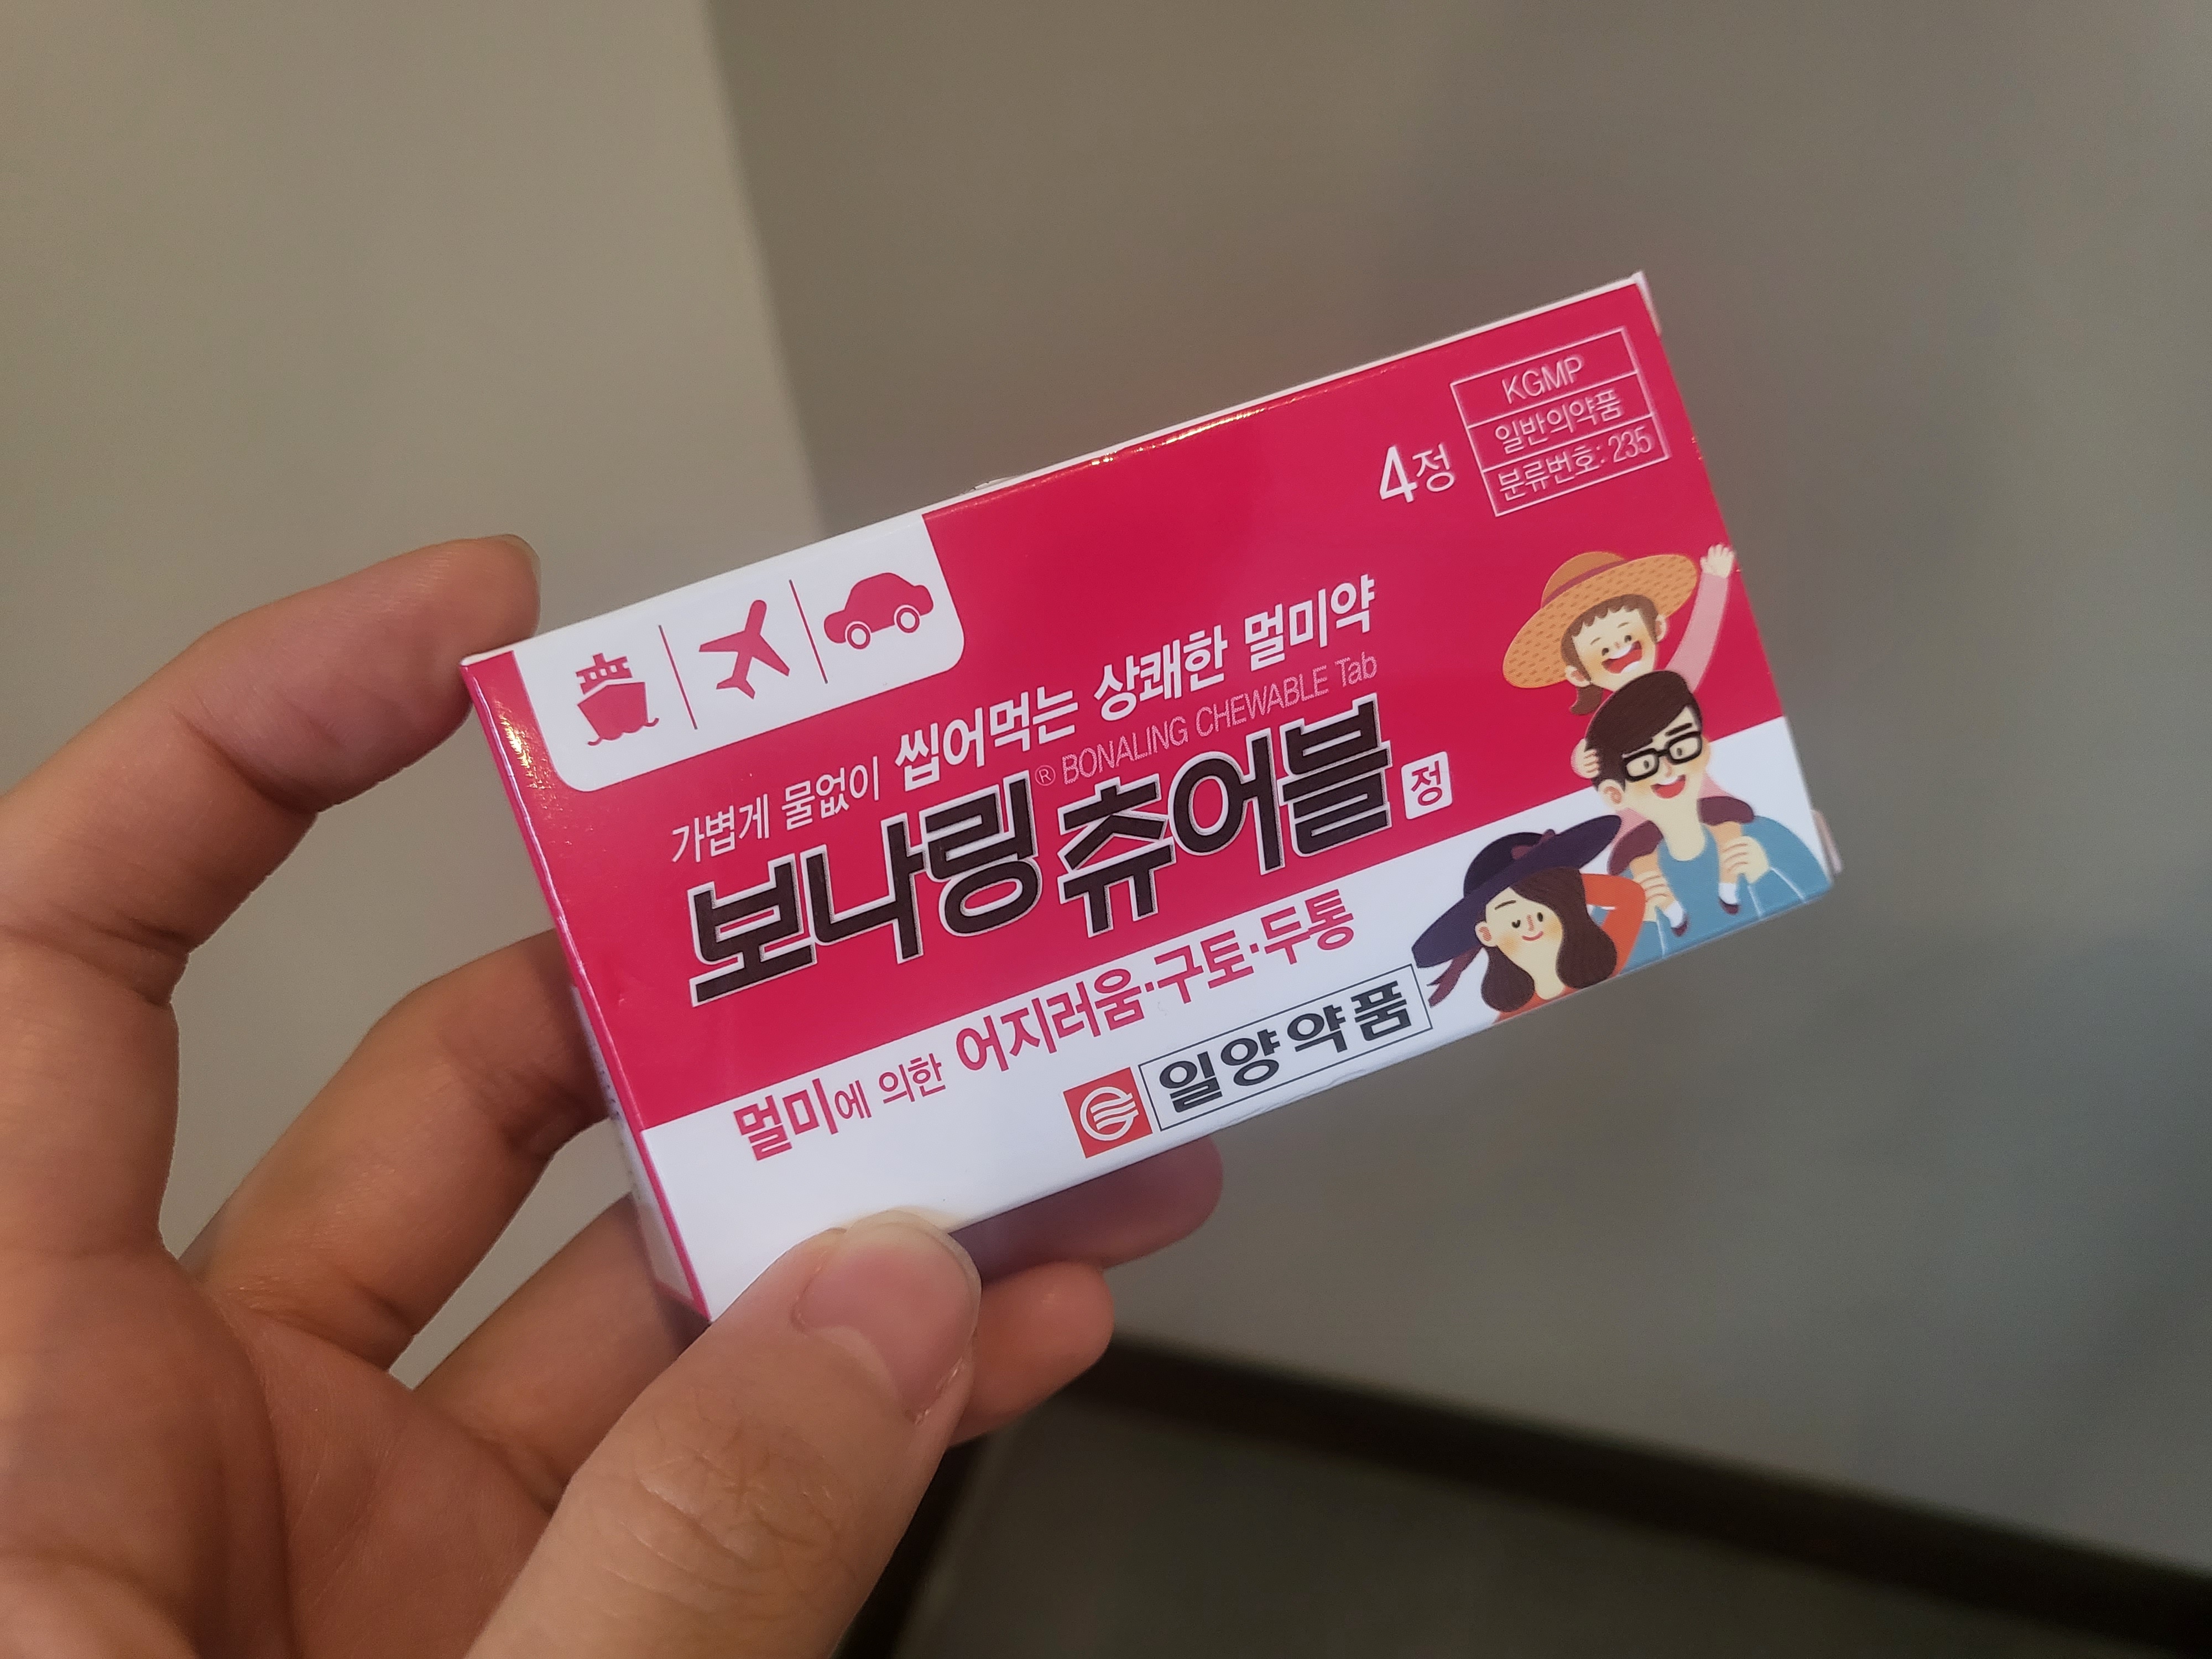 KGMP
일반의약품
분류번호: 235
4정
가볍게 물없이 씹어먹는 상쾌한 멀미약
® BONALING CHEWABLE Tab
보나링 츄어블 정
멀미에 의한 어지러움·구토·두통
일양약품